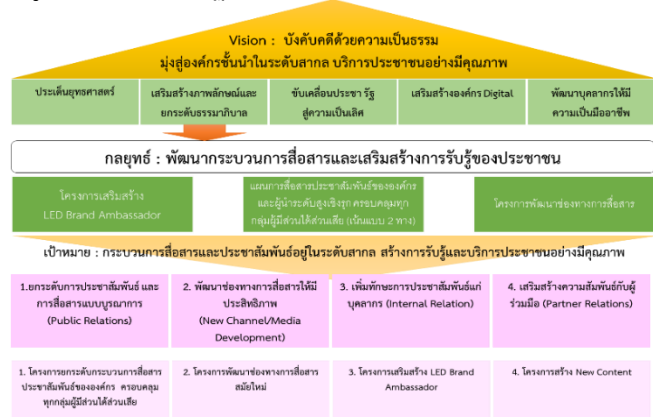 Vision : บังคับคดีด้วยความเป็นธรรม
มุ่งสู่องค์กรชั้นนำในระดับสากล บริการประชาชนอย่างมีคุณภาพ
ประเด็นยุทธศาสตร์
เสริมสร้างภาพลักษณ์และ
ยกระดับธรรมาภิบาล
ขับเคลื่อนประชา รัฐ
สู่ความเป็นเลิศ
เสริมสร้างองค์กร Digital
พัฒนาบุคลากรให้มี
ความเป็นมืออาชีพ
กลยุทธ์ : พัฒนากระบวนการสื่อสารและเสริมสร้างการรับรู้ของประชาชน
โครงการเสริมสร้าง
LED Brand Ambassador
แผนการสื่อสารประชาสัมพันธ์ขององค์กร
และผู้นำระดับสูงเชิงรุก ครอบคลุมทุก
กลุ่มผู้มีส่วนได้ส่วนเสีย (เน้นแบบ 2 ทาง)
โครงการพัฒนาช่องทางการสื่อสาร
เป้าหมาย : กระบวนการสื่อสารและประชาสัมพันธ์อยู่ในระดับสากล สร้างการรับรู้และบริการประชาชนอย่างมีคุณภาพ
1.ยกระดับการประชาสัมพันธ์ และ
การสื่อสารแบบบูรณาการ
(Public Relations)
2. พัฒนาช่องทางการสื่อสารให้มี
ประสิทธิภาพ
(New Channel/Media
Development)
3. เพิ่มทักษะการประชาสัมพันธ์แก่
บุคลากร (Internal Relation)
4. เสริมสร้างความสัมพันธ์กับผู้
ร่วมมือ (Partner Relations)
1. โครงการยกระดับกระบวนการสื่อสาร
ประชาสัมพันธ์ขององค์กร ครอบคลุม
ทุกกลุ่มผู้มีส่วนได้ส่วนเสีย
2. โครงการพัฒนาช่องทางการสื่อสาร
สมัยใหม่
3. โครงการเสริมสร้าง LED Brand
Ambassador
4. โครงการสร้าง New Content